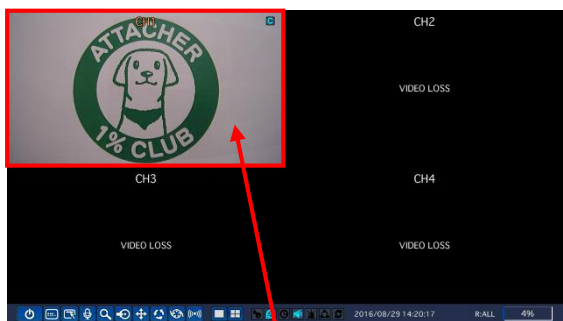 CH1
C
ATTACHER
1% CLUB
CH2
VIDEO LOSS
CH3
VIDEO LOSS
CH4
VIDEO LOSS
2016/08/29 14:20:17
R:ALL
4%